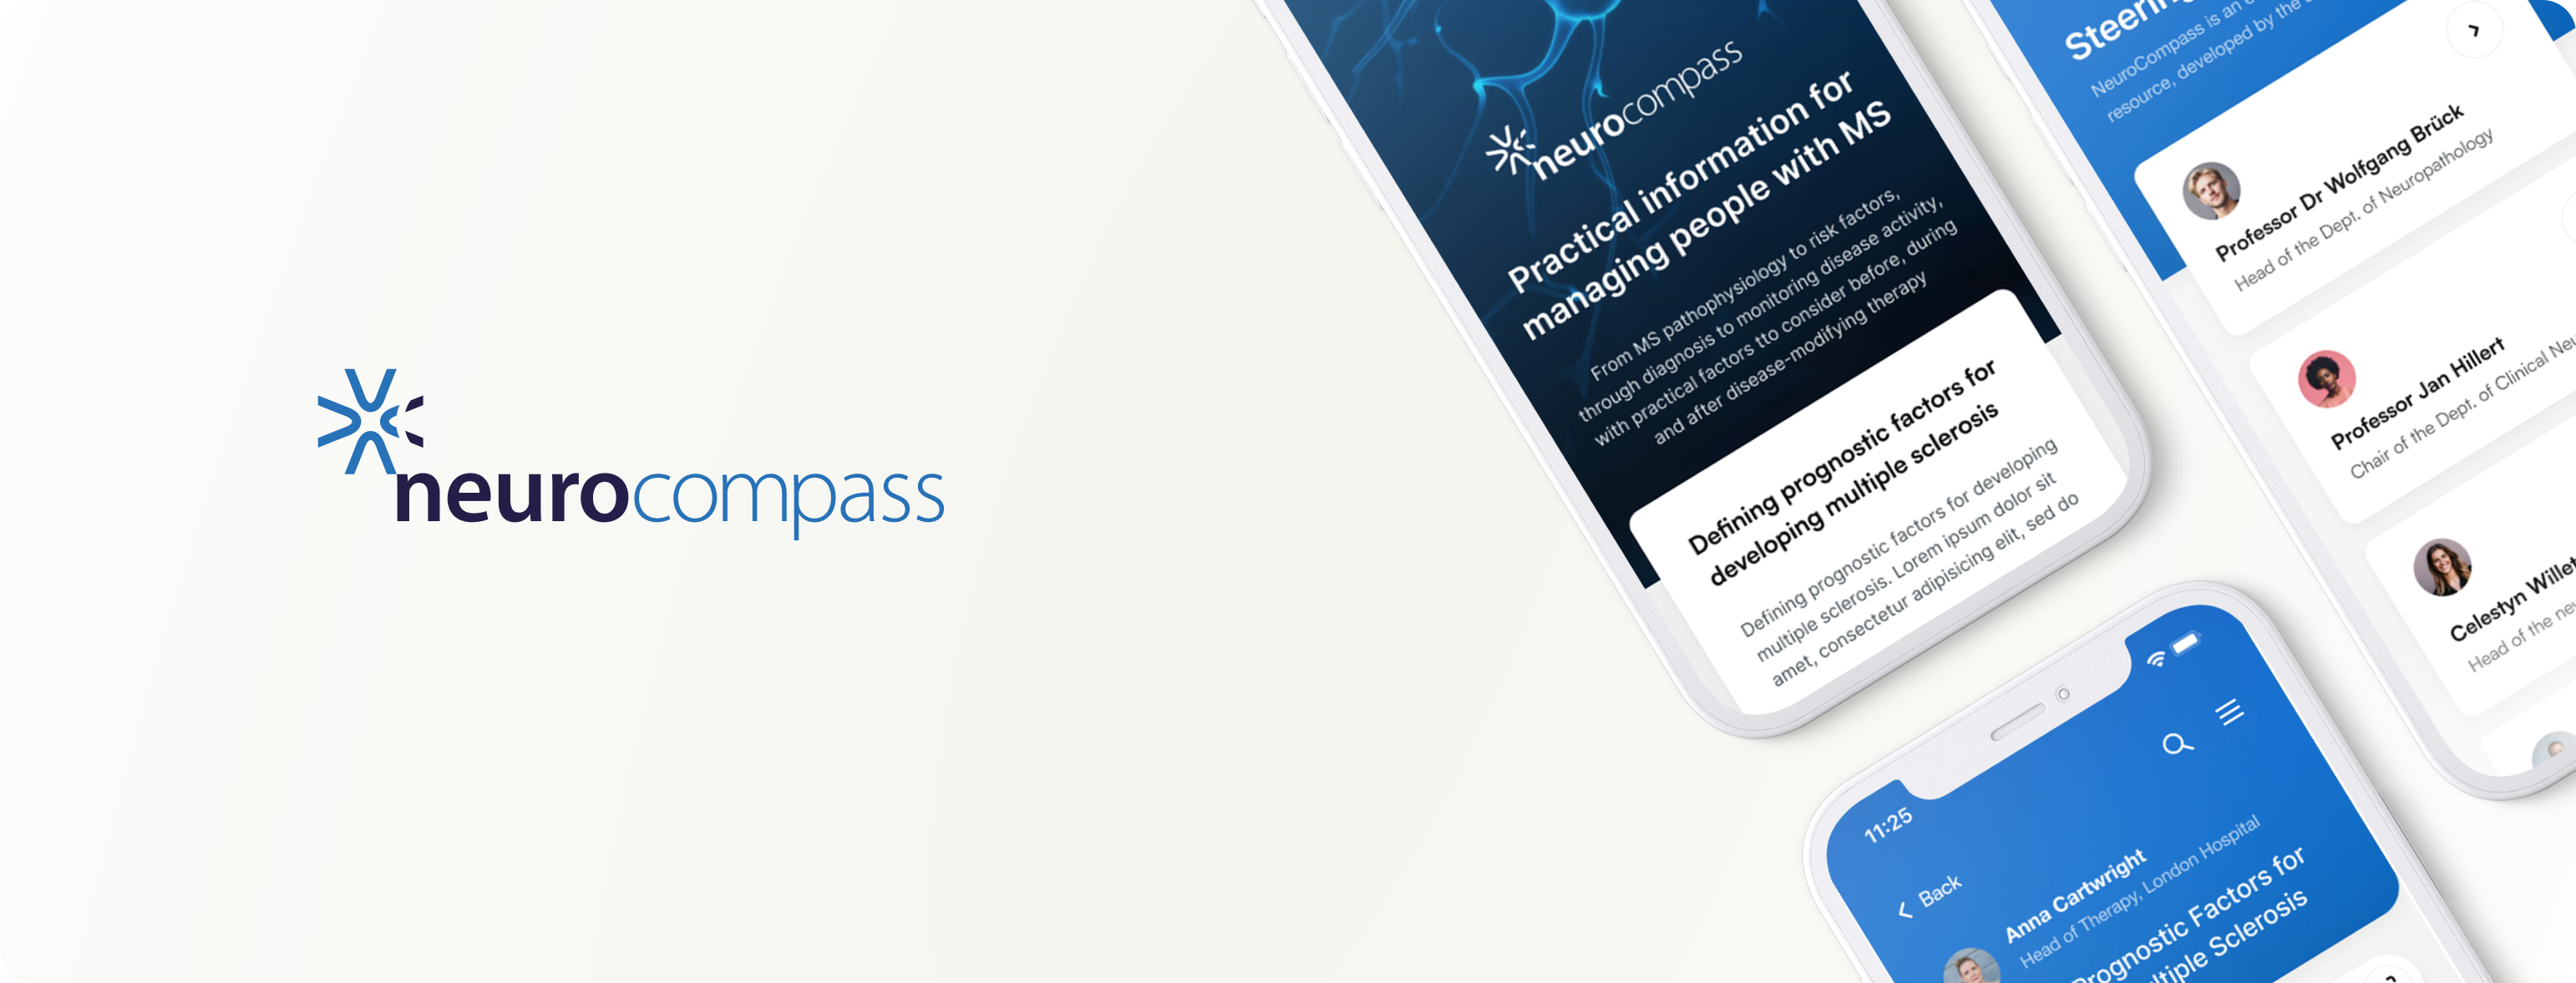 neurocompass
neurocompass
Practical information for
managing people with MS
From MS pathophysiology to risk factors,
through diagnosis to monitoring disease activity,
with practical factors tto consider before, during
and after disease-modifying therapy
Defining prognostic factors for
developing multiple sclerosis
Defining prognostic factors for developing
multiple sclerosis. Lorem ipsum dolor sit
amet, consectetur adipisicing elit, sed do
NeuroCompass is an
resource, developed by the
Professor Dr Wolfgang Brück
Head of the Dept. of Neuropathology
Professor Jan Hillert
Chair of the Dept. of Clinical
Celestyn
Head of the
11:25
Back
Anna Cartwright
Head of Therapy, London Hospital
Prognostic Factors for
Sclerosis